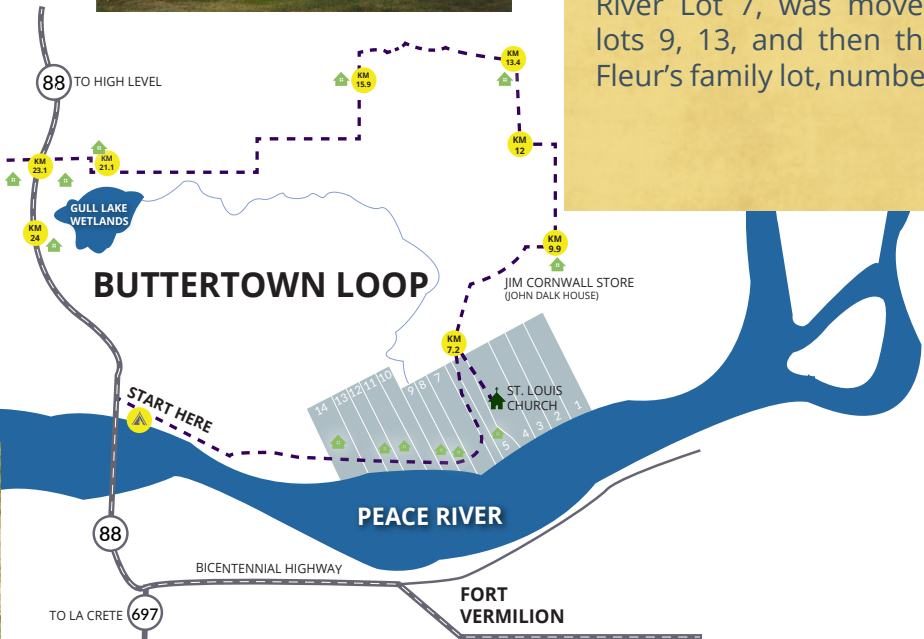 River Lot 7, was move
lots 9, 13, and then th
Fleur's family lot, numbe
88 TO HIGH LEVEL
KM
15.9
KM
13.4
KM
12
KM
23.1
KM
21.1
GULL LAKE
WETLANDS
KM
24
KM
9.9
BUTTERTOWN LOOP
JIM CORNWALL STORE
(JOHN DALK HOUSE)
KM
7.2
START HERE
14 13 12 11 10 9 8 7
ST. LOUIS
CHURCH
5 4 3 2 1
PEACE RIVER
88
BICENTENNIAL HIGHWAY
FORT
VERMILION
TO LA CRETE 697